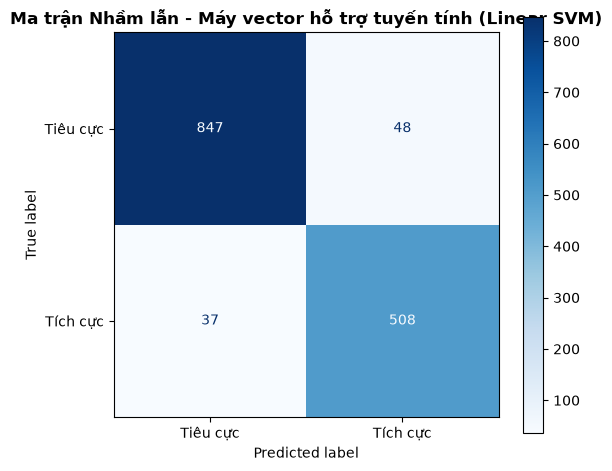 Ma trận Nhầm lẫn - Máy vector hỗ trợ tuyến tính (Linear SVM)
True label
Tiêu cực
847
48
Tích cực
37
508
Tiêu cực
Tích cực
Predicted label
800
700
600
500
400
300
200
100